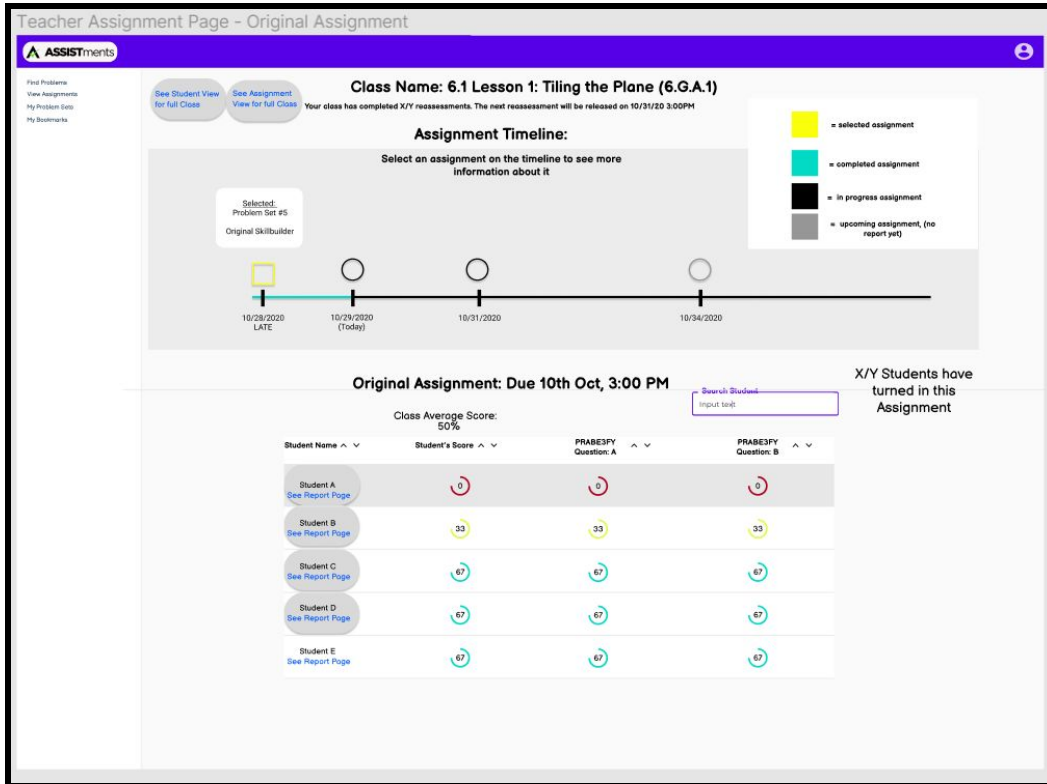 Teacher Assignment Page - Original Assignment
ASSISTments
Find Problems
View Assignments
My Problem Sets
My Bookmarks
See Student View
for full Class
See Assignment
View for full Class
Class Name: 6.1 Lesson 1: Tiling the Plane (6.G.A.1)
Your class has completed X/Y reassessments. The next reassessment will be released on 10/31/20 3:00PM
Assignment Timeline:
Select an assignment on the timeline to see more
information about it
= selected assignment
= completed assignment
= in progress assignment
= upcoming assignment, (no
report yet)
Selected:
Problem Set #5
Original Skillbuilder
10/28/2020
LATE
10/29/2020
(Today)
10/31/2020
10/34/2020
Original Assignment: Due 10th Oct, 3:00 PM
Search Student
Input text
X/Y Students have
turned in this
Assignment
Class Average Score:
50%
Student Name
Student's Score
PRABE3FY
Question: A
PRABE3FY
Question: B
Student A
See Report Page
0 0 0
Student B
See Report Page
33 33 33
Student C
See Report Page
67 67 67
Student D
See Report Page
67 67 67
Student E
See Report Page
67 67 67